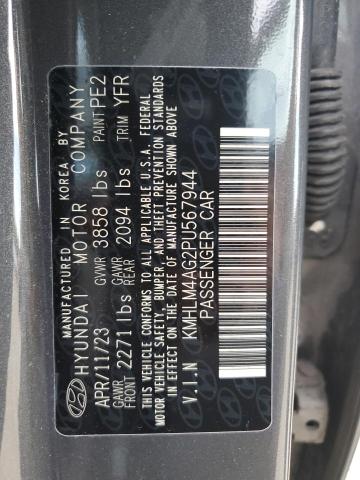 MANUFACTURED IN KOREA BY
HYUNDAI MOTOR COMPANY
APR/11/23 GVWR 3858 lbs PAINT PE2
GAWR FRONT 2271 lbs GAWR REAR 2094 lbs TRIM YFR
THIS VEHICLE CONFORMS TO ALL APPLICABLE U.S.A. FEDERAL
MOTOR VEHICLE SAFETY, BUMPER, AND THEFT PREVENTION STANDARDS
IN EFFECT ON THE DATE OF MANUFACTURE SHOWN ABOVE.
V.I.N KMHLM4AG2PU567944
PASSENGER CAR